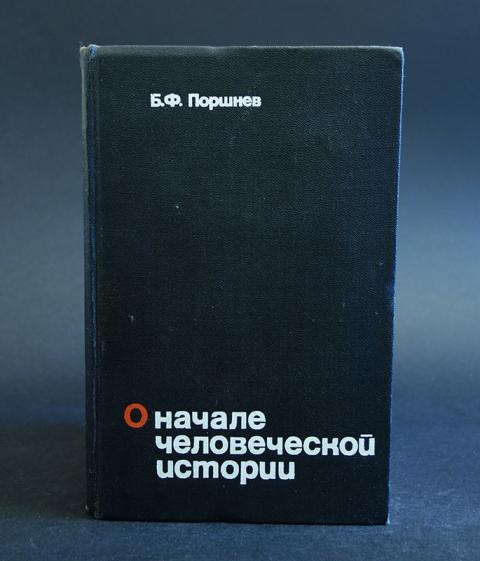 Б.Ф. Поршнев
О начале
человеческой
истории